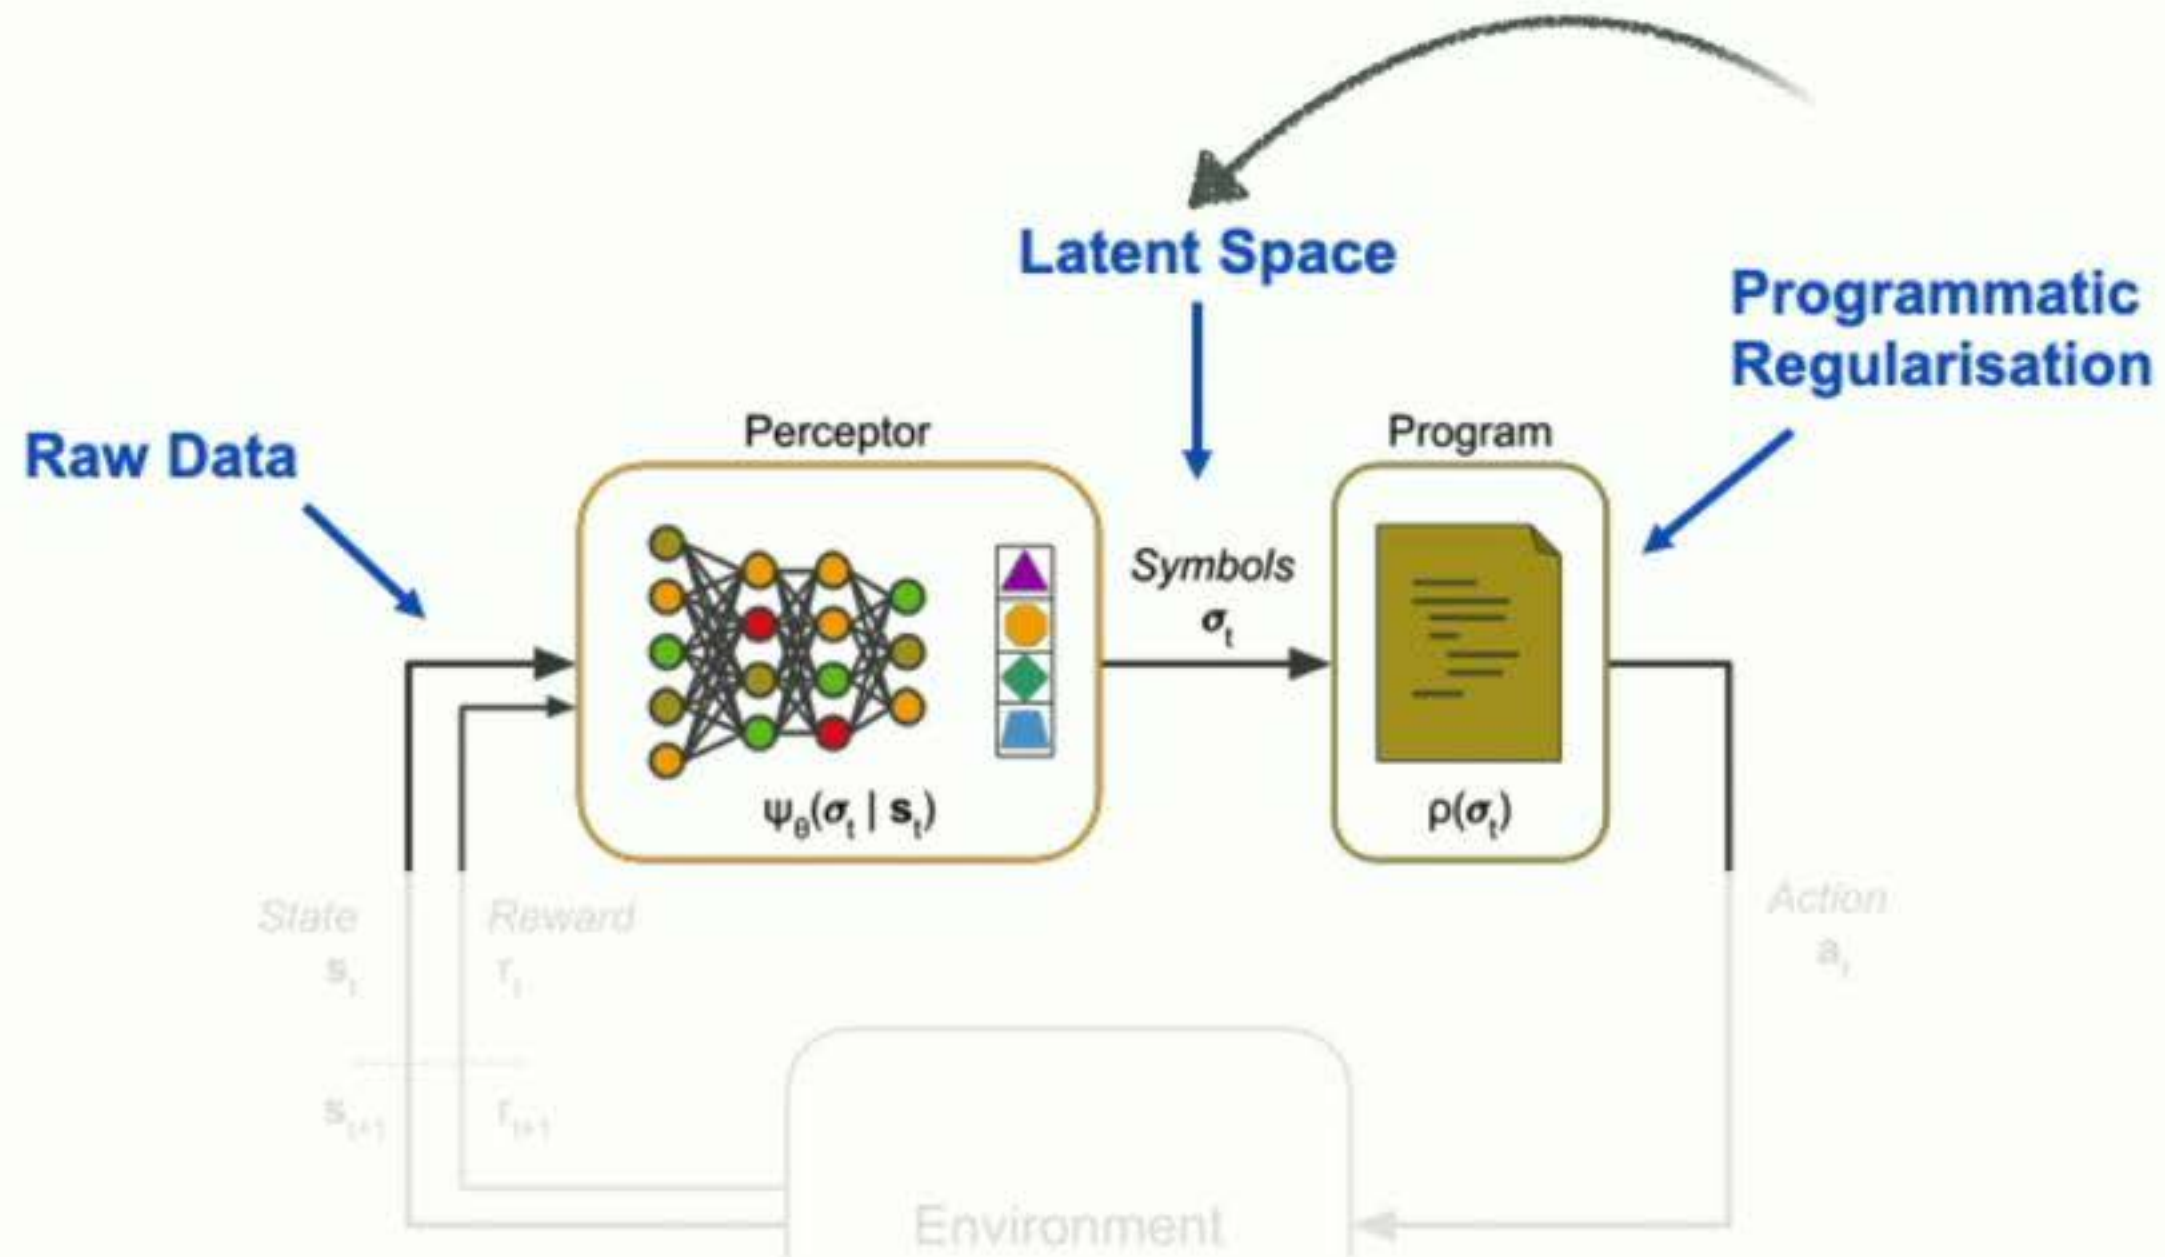 Latent Space
Programmatic
Regularisation
Raw Data
Perceptor
Program
Symbols
σₜ
ψ_θ(σₜ | sₜ)
ρ(σₜ)
State
Reward
Action
sₜ
rₜ
aₜ
sₜ₊₁
rₜ₊₁
Environment